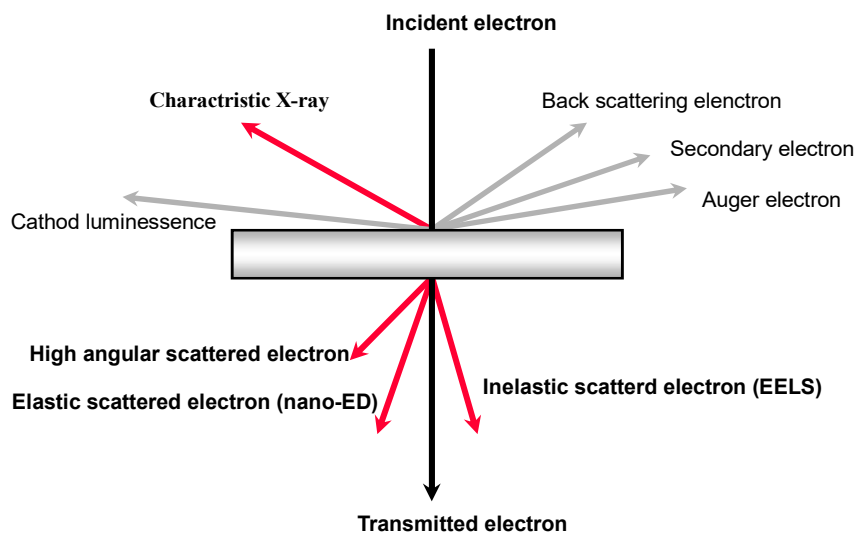 Incident electron
Charactristic X-ray
Back scattering elenctron
Secondary electron
Auger electron
Cathod luminessence
High angular scattered electron
Elastic scattered electron (nano-ED)
Inelastic scatterd electron (EELS)
Transmitted electron